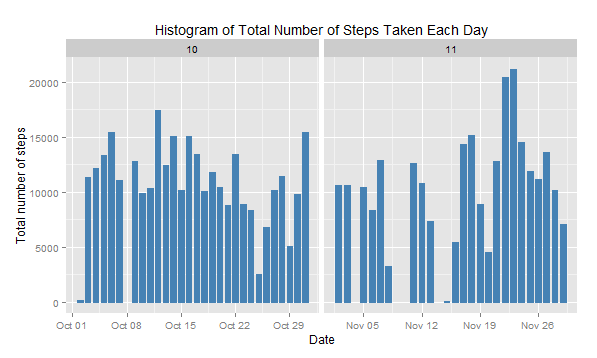 Histogram of Total Number of Steps Taken Each Day
10 11
20000
15000
10000
5000
0
Total number of steps
Oct 01 Oct 08 Oct 15 Oct 22 Oct 29 Nov 05 Nov 12 Nov 19 Nov 26
Date